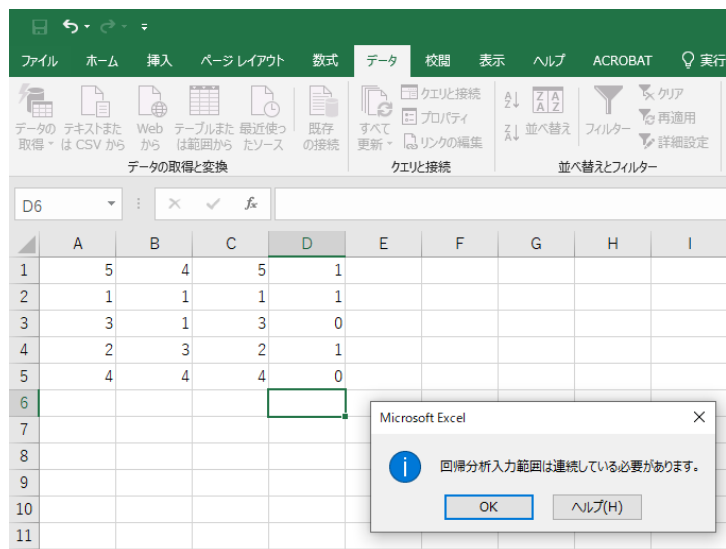 ファイル ホーム 挿入 ページ レイアウト 数式 データ 校閲 表示 ヘルプ ACROBAT 実行
データの取得 テキストまたは CSV から Web から テーブルまたは範囲から 最近使ったソース 既存の接続 すべて更新 クエリと接続 プロパティ リンクの編集 並べ替え フィルター クリア 再適用 詳細設定
データの取得と変換 クエリと接続 並べ替えとフィルター
D6 fx
A B C D E F G H I
1 5 4 5 1
2 1 1 1 1
3 3 1 3 0
4 2 3 2 1
5 4 4 4 0
6
7
8
9
10
11
Microsoft Excel
回帰分析入力範囲は連続している必要があります。
OK ヘルプ(H)